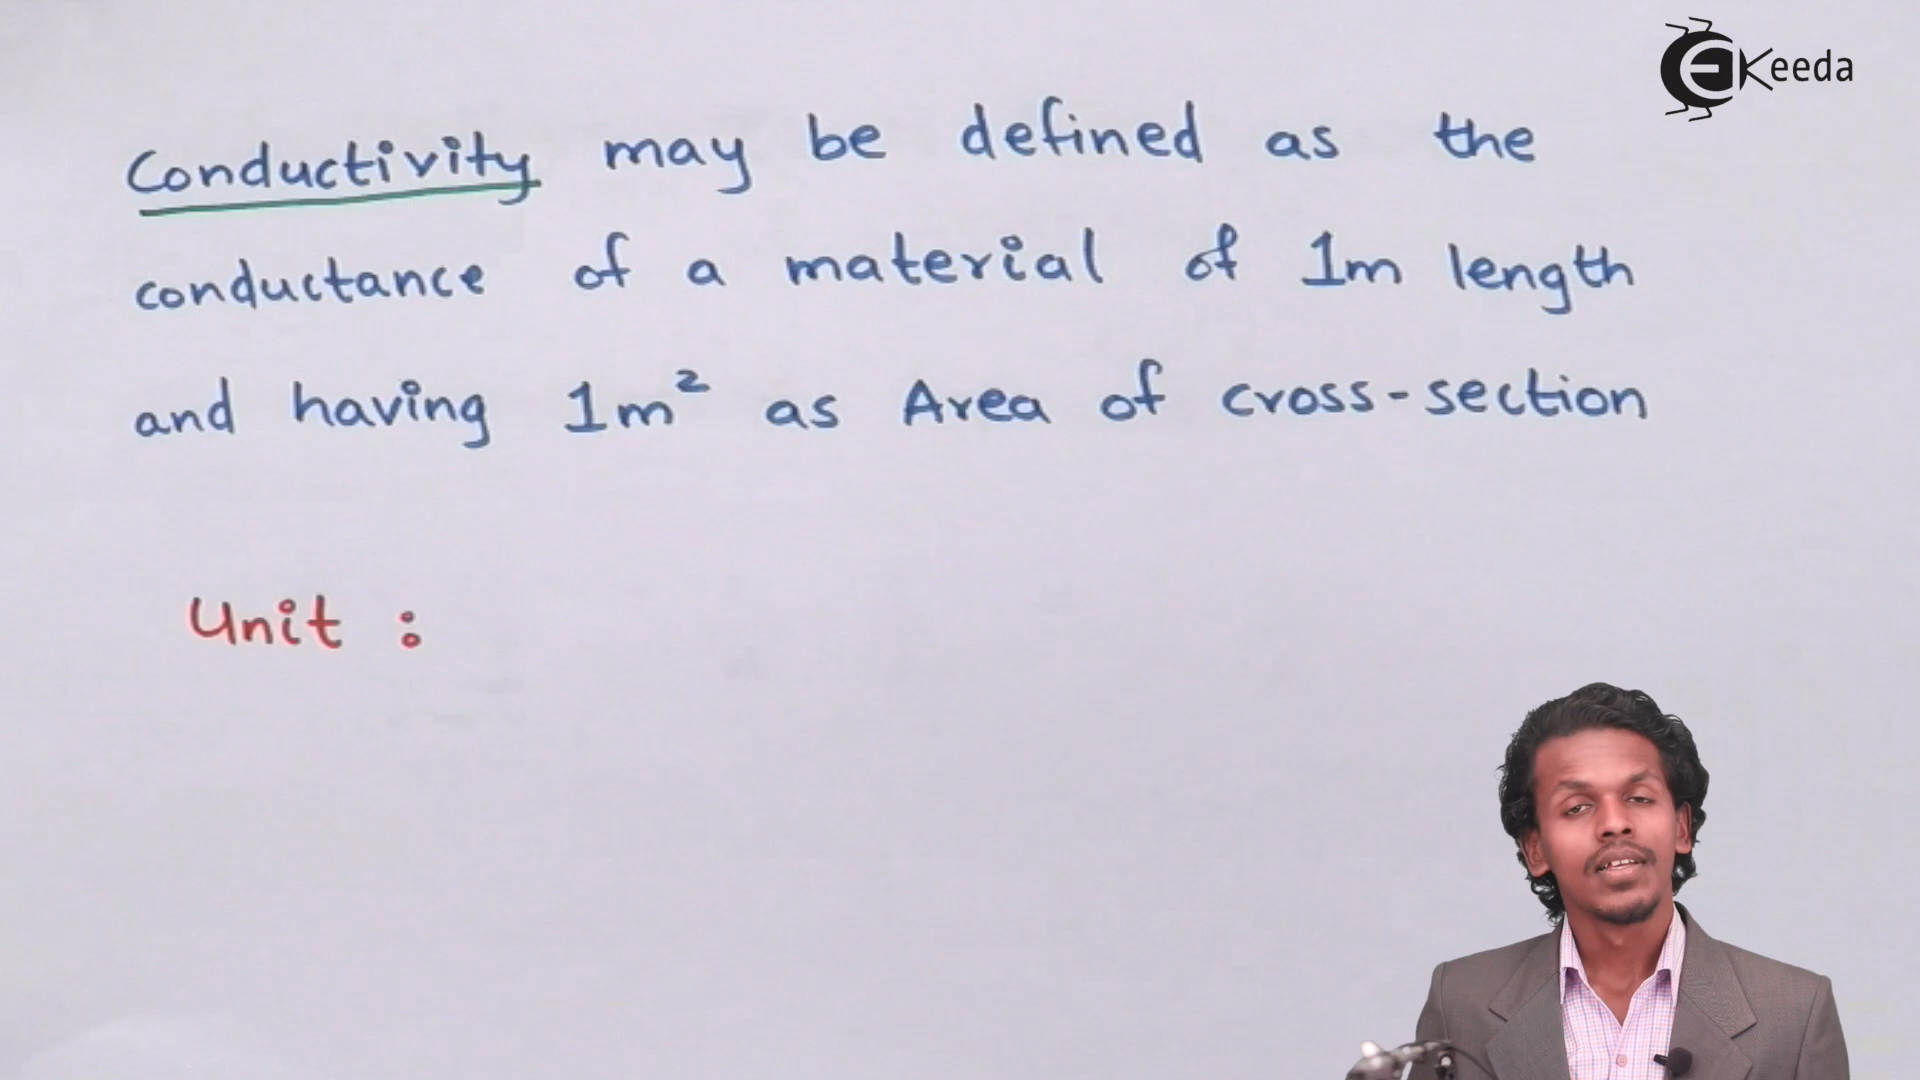 EKeeda
Conductivity may be defined as the
conductance of a material of 1m length
and having 1m² as Area of cross-section
Unit :